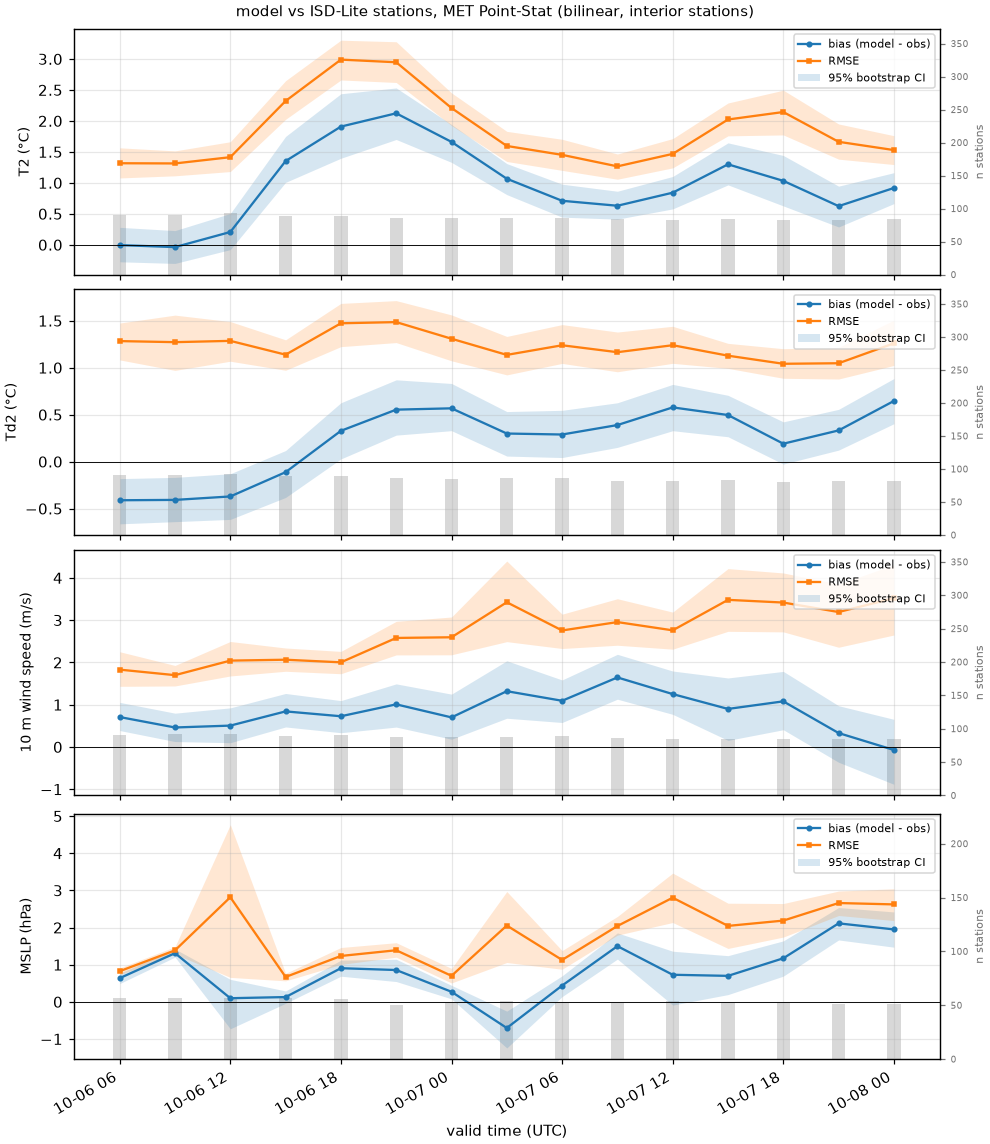 model vs ISD-Lite stations, MET Point-Stat (bilinear, interior stations)
T2 (°C)
3.0
2.5
2.0
1.5
1.0
0.5
0.0
bias (model - obs)
RMSE
95% bootstrap CI
350
300
250
200
150
100
50
0
n stations
Td2 (°C)
1.5
1.0
0.5
0.0
−0.5
bias (model - obs)
RMSE
95% bootstrap CI
350
300
250
200
150
100
50
0
n stations
10 m wind speed (m/s)
4
3
2
1
0
−1
bias (model - obs)
RMSE
95% bootstrap CI
350
300
250
200
150
100
50
0
n stations
MSLP (hPa)
5
4
3
2
1
0
−1
bias (model - obs)
RMSE
95% bootstrap CI
200
150
100
50
0
n stations
10-06 06
10-06 12
10-06 18
10-07 00
10-07 06
10-07 12
10-07 18
10-08 00
valid time (UTC)